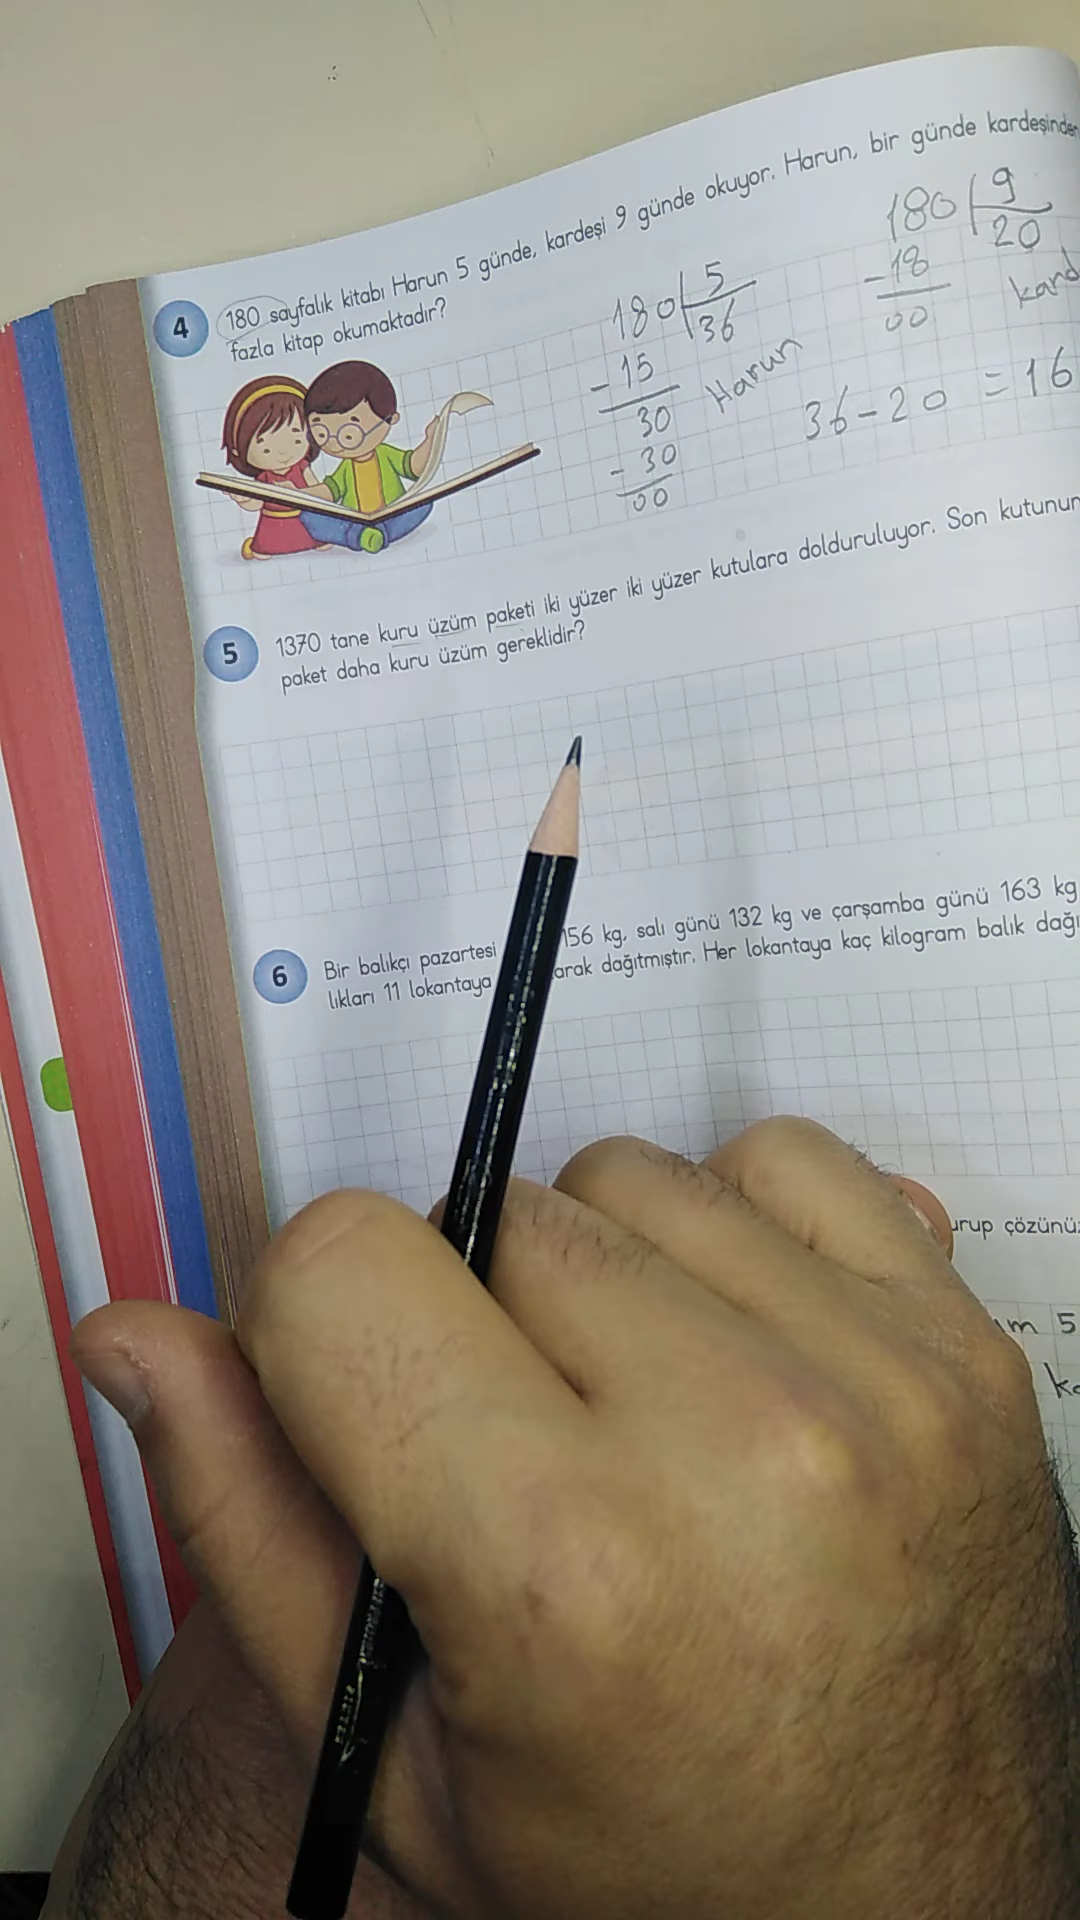 4
180 sayfalık kitabı Harun 5 günde, kardeşi 9 günde okuyor. Harun, bir günde kardeşinden
fazla kitap okumaktadır?
180 5
36
- 15
30
- 30
00
Harun
180 9
20
- 18
00
kard
36 - 20 = 16
5
1370 tane kuru üzüm paketi iki yüzer iki yüzer kutulara dolduruluyor. Son kutunun
paket daha kuru üzüm gereklidir?
6
Bir balıkçı pazartesi 156 kg, salı günü 132 kg ve çarşamba günü 163 kg
lıkları 11 lokantaya arak dağıtmıştır. Her lokantaya kaç kilogram balık dağı
urup çözünüz
m 5